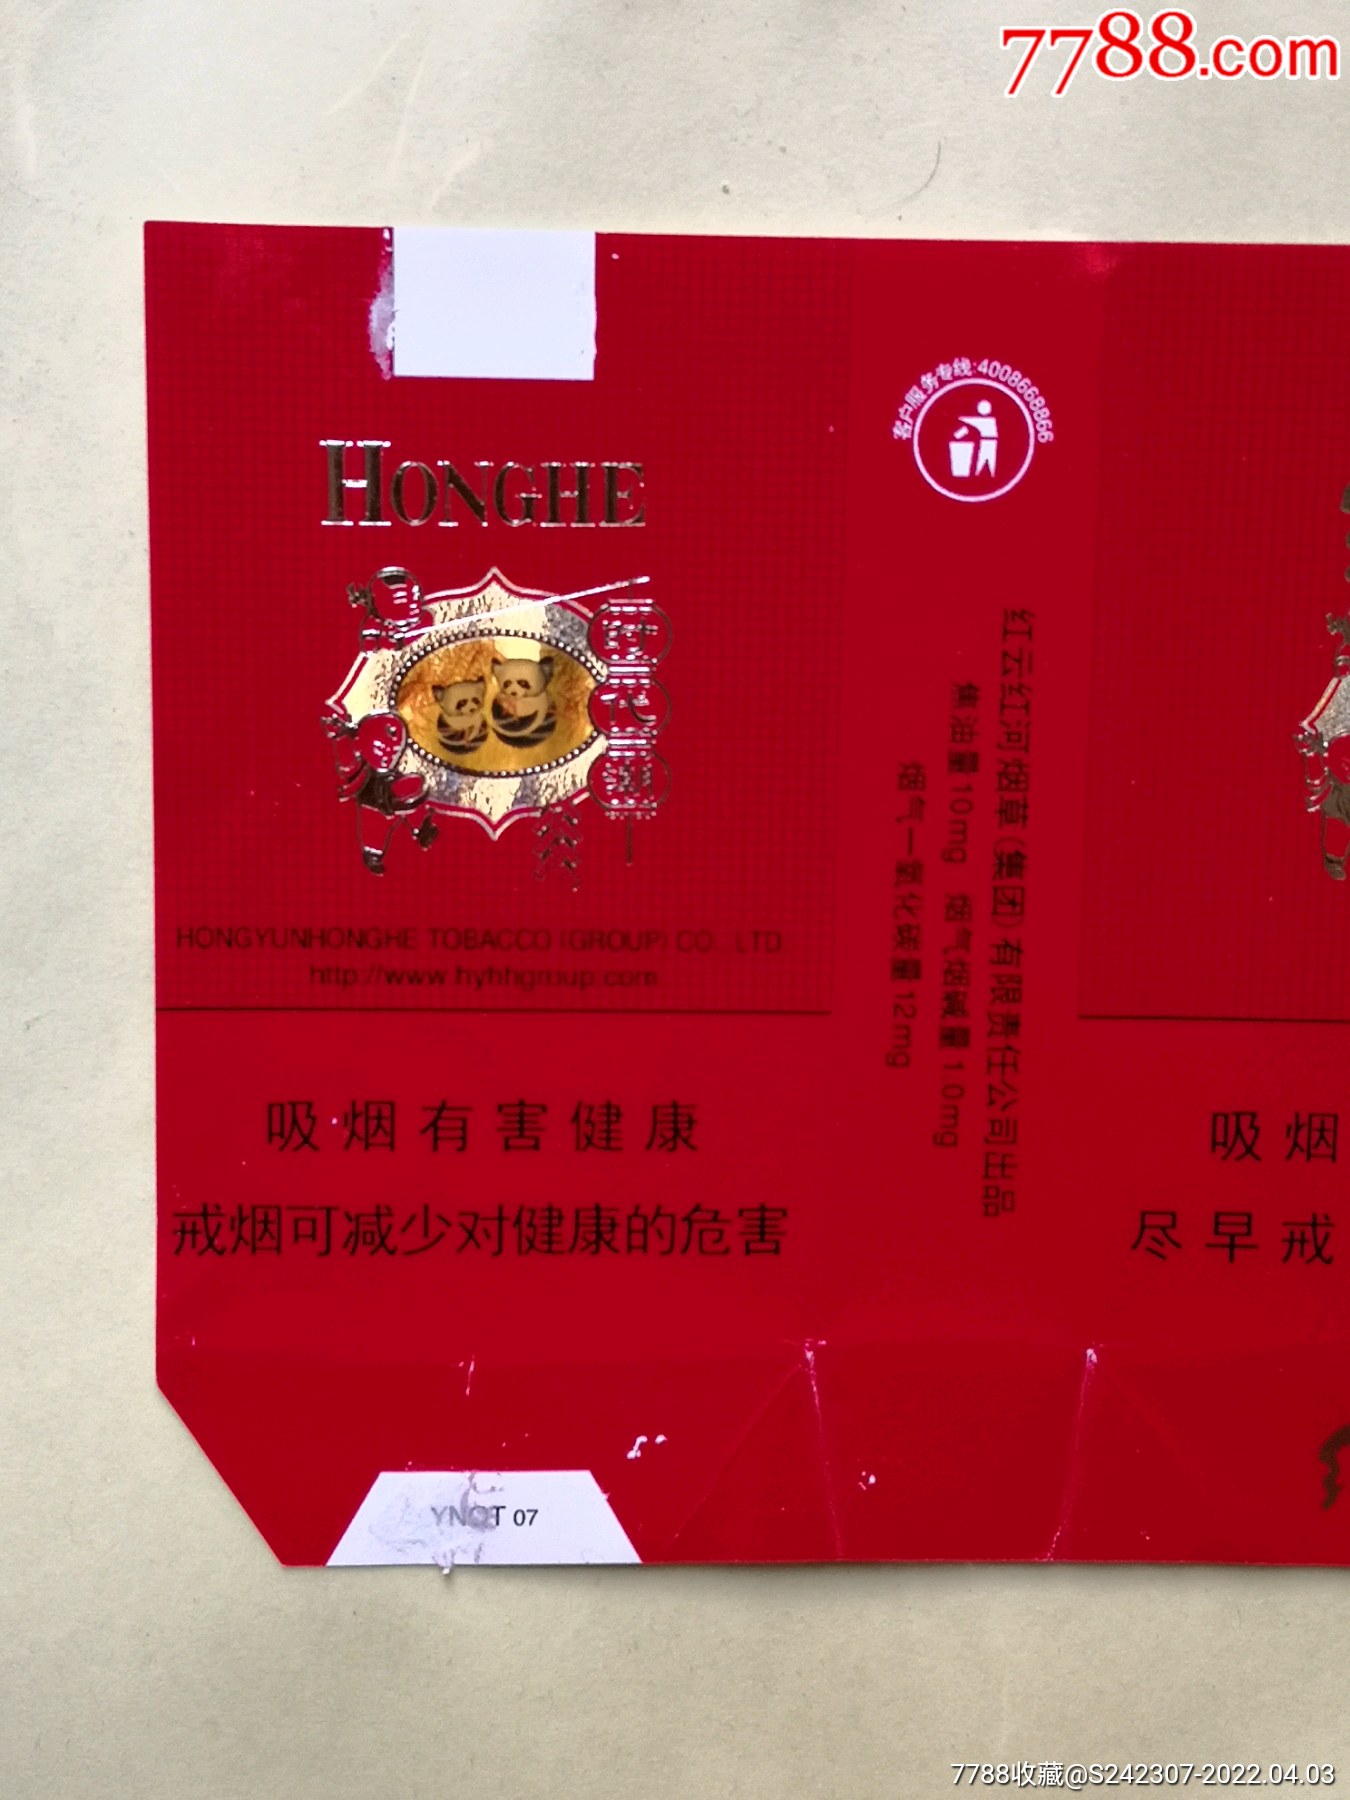 7788.com
HONGHE
时代潮
HONGYUNHONGHE TOBACCO (GROUP) CO., LTD
http://www.hyhhgroup.com
吸烟有害健康
戒烟可减少对健康的危害
YNQT 07
客户服务专线:4008668866
红云红河烟草(集团)有限责任公司出品
焦油量10mg 烟气烟碱量1.0mg
烟气一氧化碳量12mg
吸烟
尽早戒
7788收藏@S242307-2022.04.03